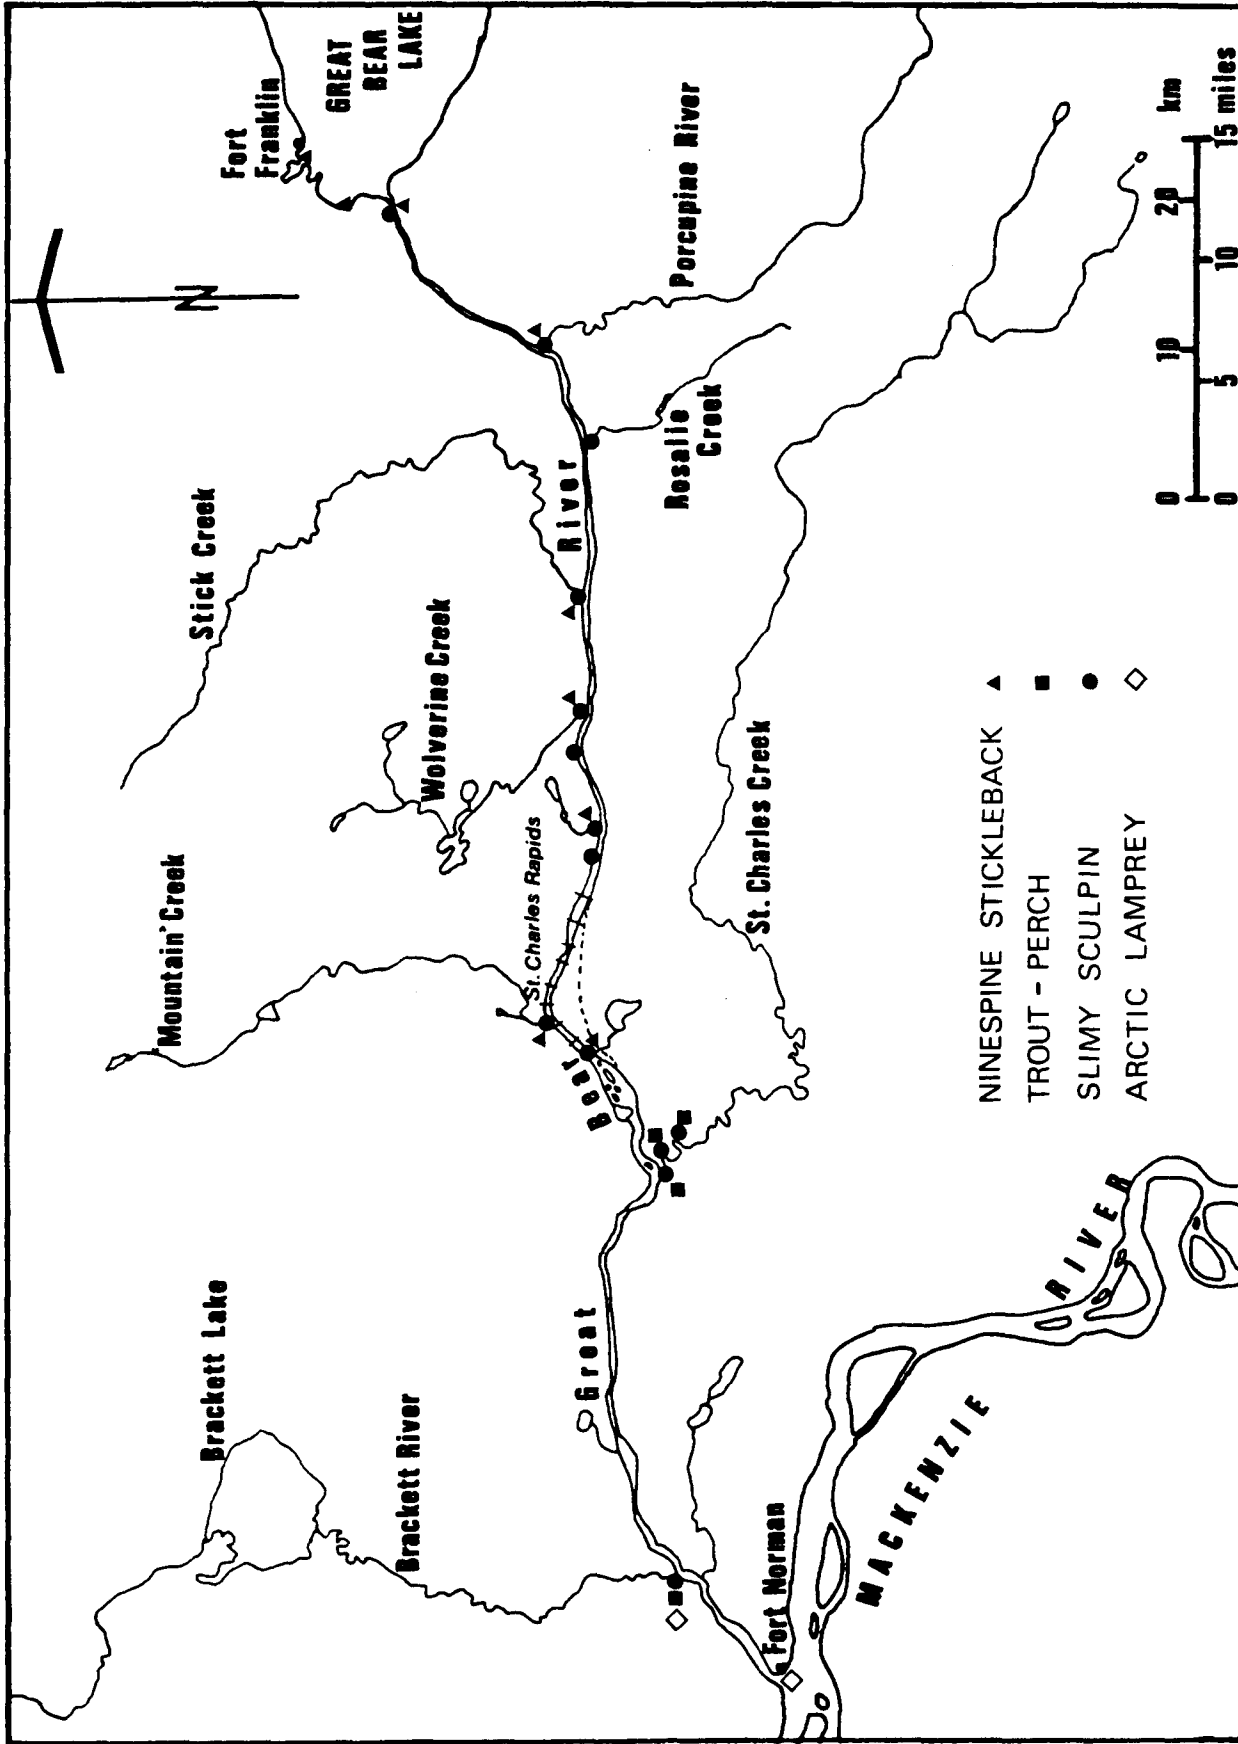 Brackett Lake
Brackett River
Mountain Creek
Stick Creek
Wolverine Creek
St. Charles Rapids
Fort
Franklin
GREAT
BEAR
LAKE
N
Great
Bear
River
Porcupine River
Rosalie
Creek
St. Charles Creek
Fort Norman
MACKENZIE
RIVER
NINESPINE STICKLEBACK
TROUT - PERCH
SLIMY SCULPIN
ARCTIC LAMPREY
0 10 20 km
0 5 10 15 miles